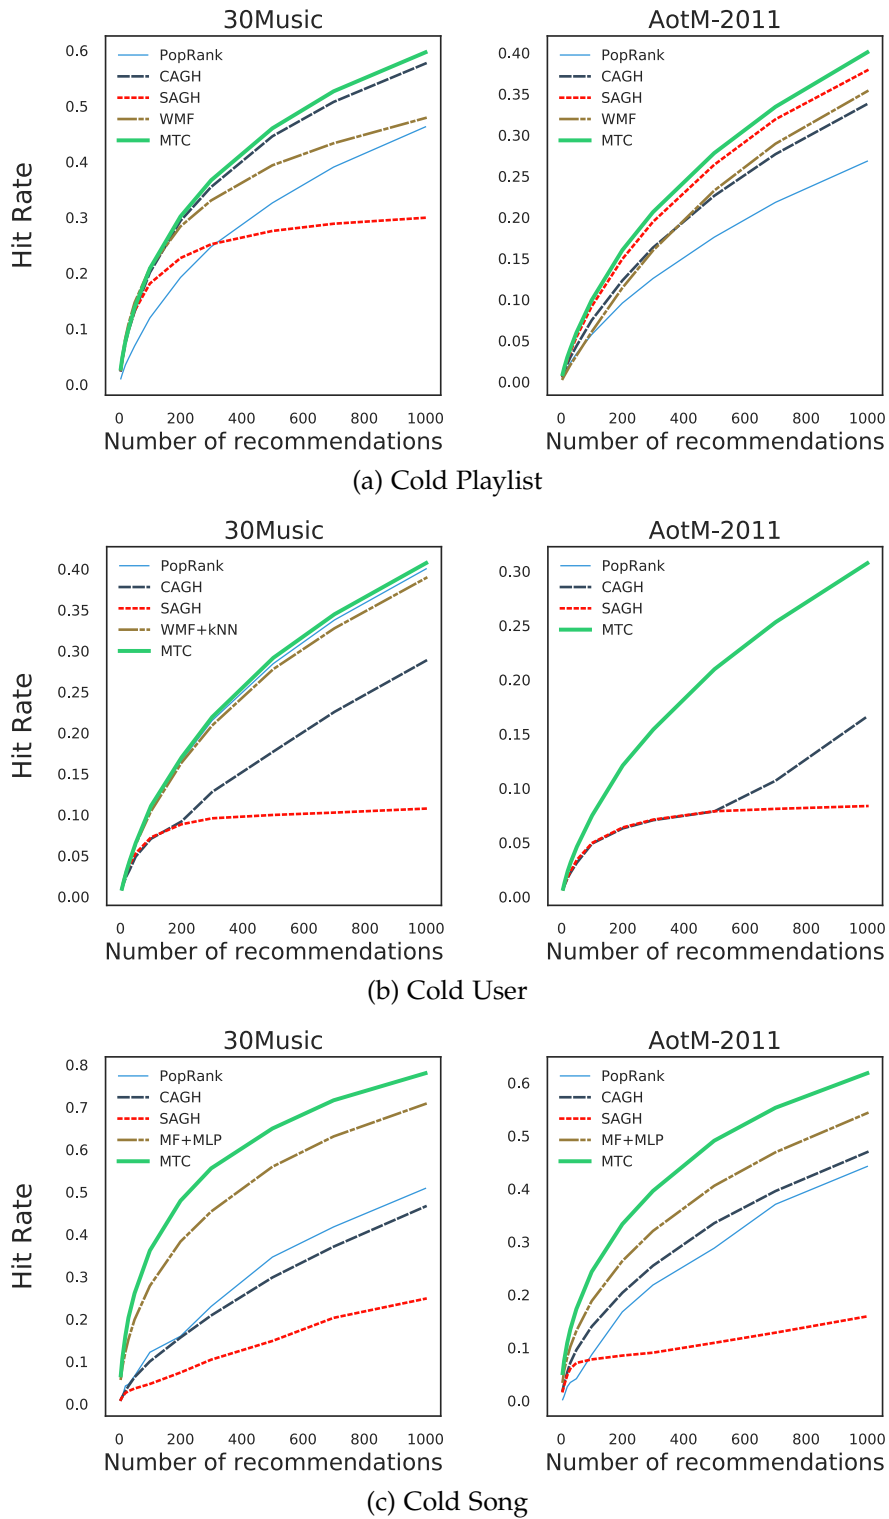 30Music
AotM-2011
Hit Rate
0.6
0.5
0.4
0.3
0.2
0.1
0.0
PopRank
CAGH
SAGH
WMF
MTC
0 200 400 600 800 1000
Number of recommendations
0.40
0.35
0.30
0.25
0.20
0.15
0.10
0.05
0.00
PopRank
CAGH
SAGH
WMF
MTC
0 200 400 600 800 1000
Number of recommendations
(a) Cold Playlist
30Music
AotM-2011
Hit Rate
0.40
0.35
0.30
0.25
0.20
0.15
0.10
0.05
0.00
PopRank
CAGH
SAGH
WMF+kNN
MTC
0 200 400 600 800 1000
Number of recommendations
0.30
0.25
0.20
0.15
0.10
0.05
0.00
PopRank
CAGH
SAGH
MTC
0 200 400 600 800 1000
Number of recommendations
(b) Cold User
30Music
AotM-2011
Hit Rate
0.8
0.7
0.6
0.5
0.4
0.3
0.2
0.1
0.0
PopRank
CAGH
SAGH
MF+MLP
MTC
0 200 400 600 800 1000
Number of recommendations
0.6
0.5
0.4
0.3
0.2
0.1
0.0
PopRank
CAGH
SAGH
MF+MLP
MTC
0 200 400 600 800 1000
Number of recommendations
(c) Cold Song